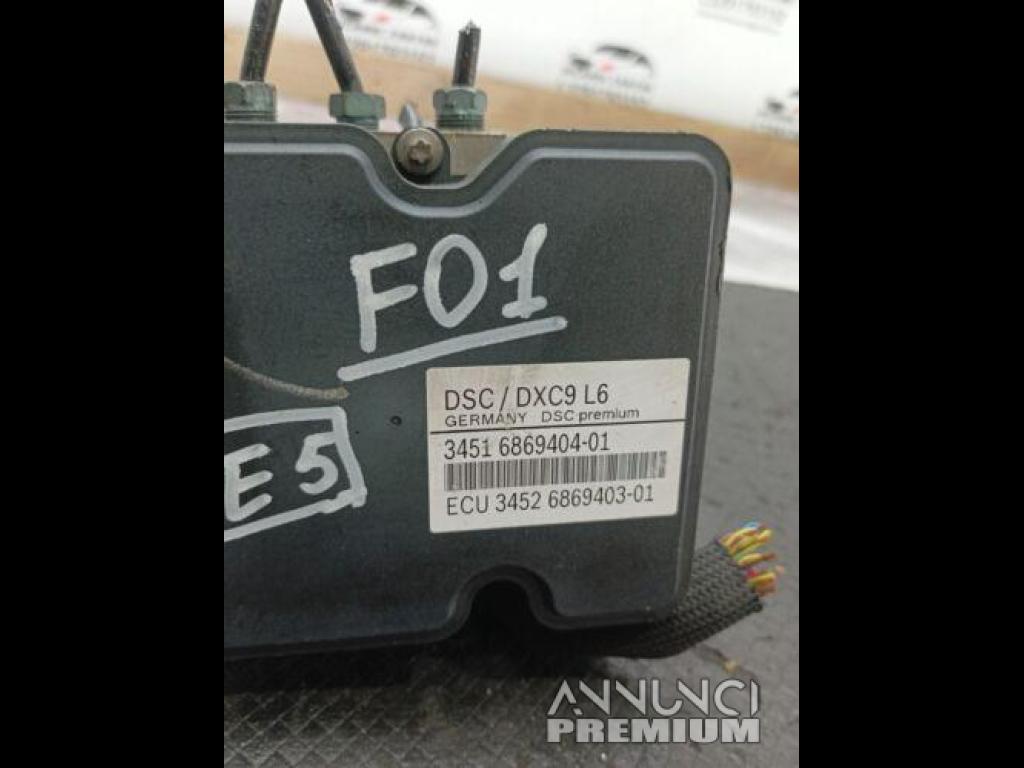 F01
E5
DSC / DXC9 L6
GERMANY DSC premium
3451 6869404-01
ECU 3452 6869403-01
ANNUNCI
PREMIUM